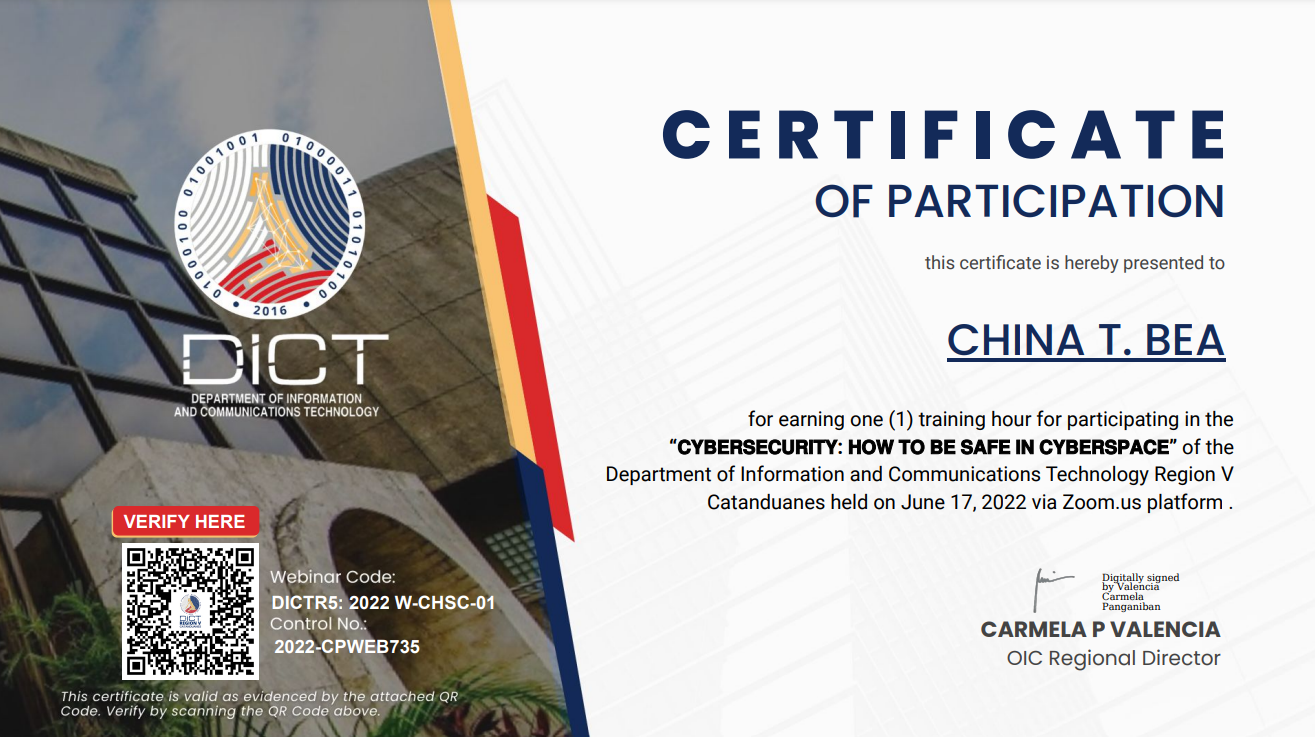 01000100 01001001 01000011 01010100
• 2016 •
DICT
DEPARTMENT OF INFORMATION
AND COMMUNICATIONS TECHNOLOGY
VERIFY HERE
DICT
REGION V
Webinar Code:
DICTR5: 2022 W-CHSC-01
Control No.:
2022-CPWEB735
This certificate is valid as evidenced by the attached QR
Code. Verify by scanning the QR Code above.
CERTIFICATE
OF PARTICIPATION
this certificate is hereby presented to
CHINA T. BEA
for earning one (1) training hour for participating in the
“CYBERSECURITY: HOW TO BE SAFE IN CYBERSPACE” of the
Department of Information and Communications Technology Region V
Catanduanes held on June 17, 2022 via Zoom.us platform .
Digitally signed
by Valencia
Carmela
Panganiban
CARMELA P VALENCIA
OIC Regional Director